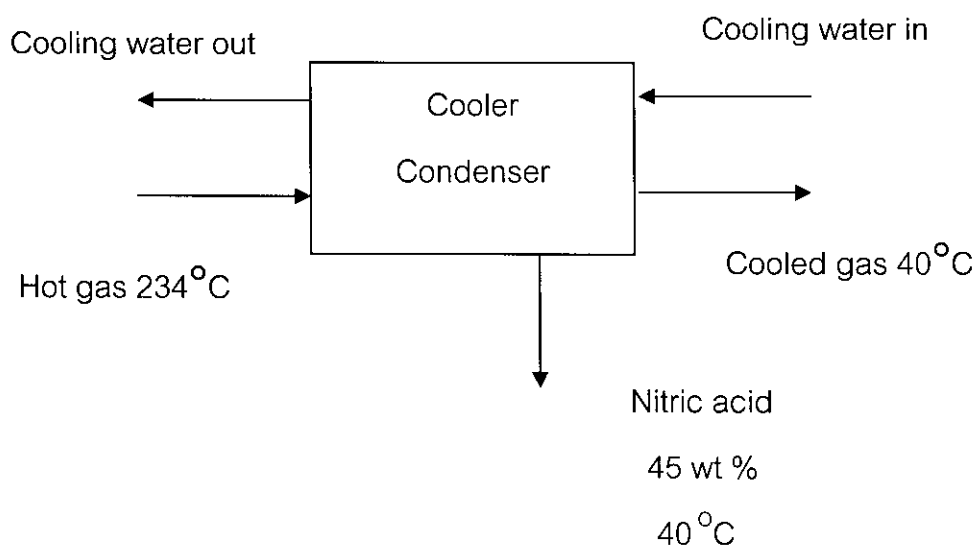 Cooling water out
Cooling water in
Cooler
Condenser
Hot gas 234°C
Cooled gas 40°C
Nitric acid
45 wt %
40 °C